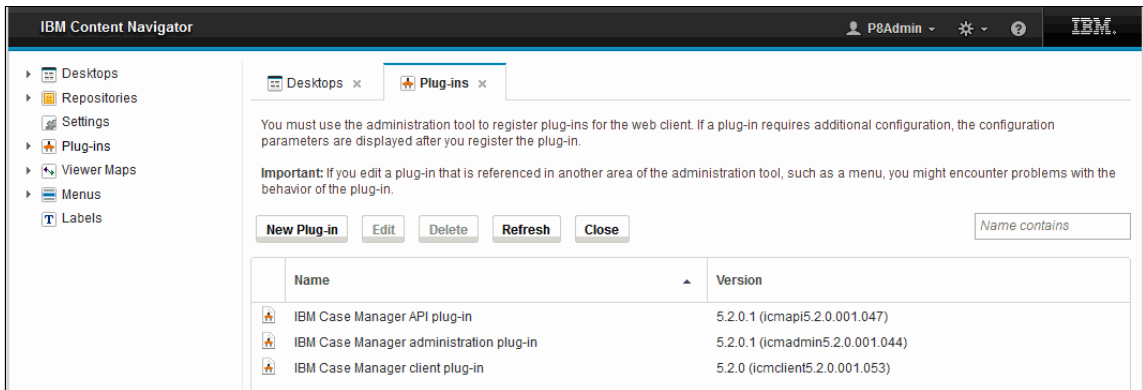 IBM Content Navigator
P8Admin
?
IBM.
Desktops
Repositories
Settings
Plug-ins
Viewer Maps
Menus
T Labels
Desktops x
Plug-ins x
You must use the administration tool to register plug-ins for the web client. If a plug-in requires additional configuration, the configuration
parameters are displayed after you register the plug-in.
Important: If you edit a plug-in that is referenced in another area of the administration tool, such as a menu, you might encounter problems with the
behavior of the plug-in.
New Plug-in Edit Delete Refresh Close
Name contains
Name Version
IBM Case Manager API plug-in 5.2.0.1 (icmapi5.2.0.001.047)
IBM Case Manager administration plug-in 5.2.0.1 (icmadmin5.2.0.001.044)
IBM Case Manager client plug-in 5.2.0 (icmclient5.2.0.001.053)